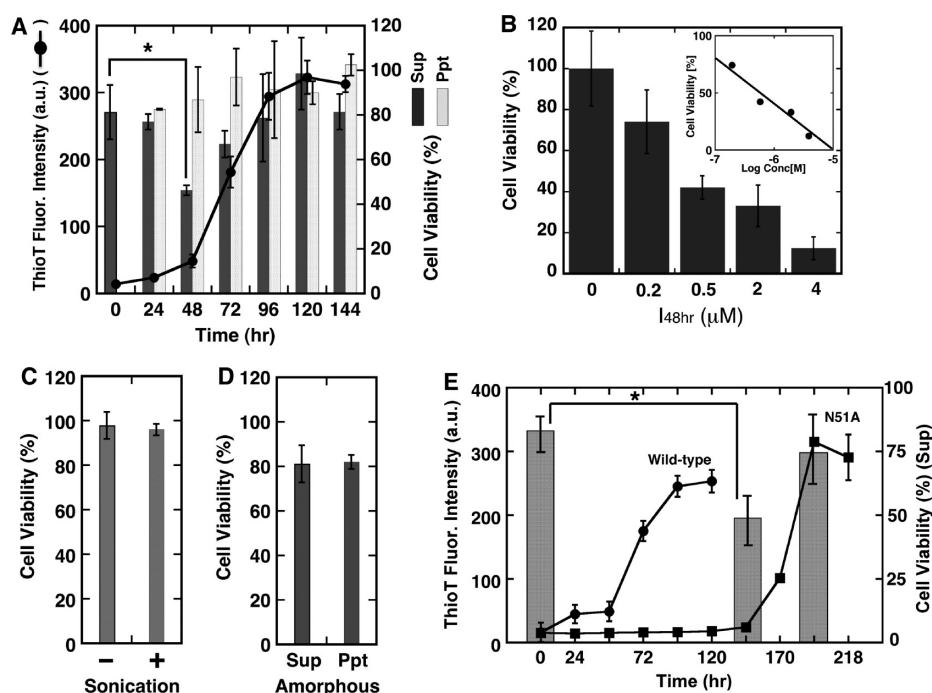 A
ThioT Fluor. Intensity (a.u.) ( )
400
300
200
100
0
*
120
100
80
60
40
20
0
Sup
Ppt
Cell Viability (%)
0 24 48 72 96 120 144
Time (hr)
B
Cell Viability (%)
120
100
80
60
40
20
0
0 0.2 0.5 2 4
I48hr (μM)
Cell Viability [%]
100
50
0
-7 -6 -5
Log Conc[M]
C
Cell Viability (%)
120
100
80
60
40
20
0
− +
Sonication
D
Cell Viability (%)
120
100
80
60
40
20
0
Sup Ppt
Amorphous
E
ThioT Fluor. Intensity (a.u.)
400
300
200
100
0
*
Wild-type
N51A
100
75
50
25
0
Cell Viability (%) (Sup)
0 24 72 120 170 218
Time (hr)